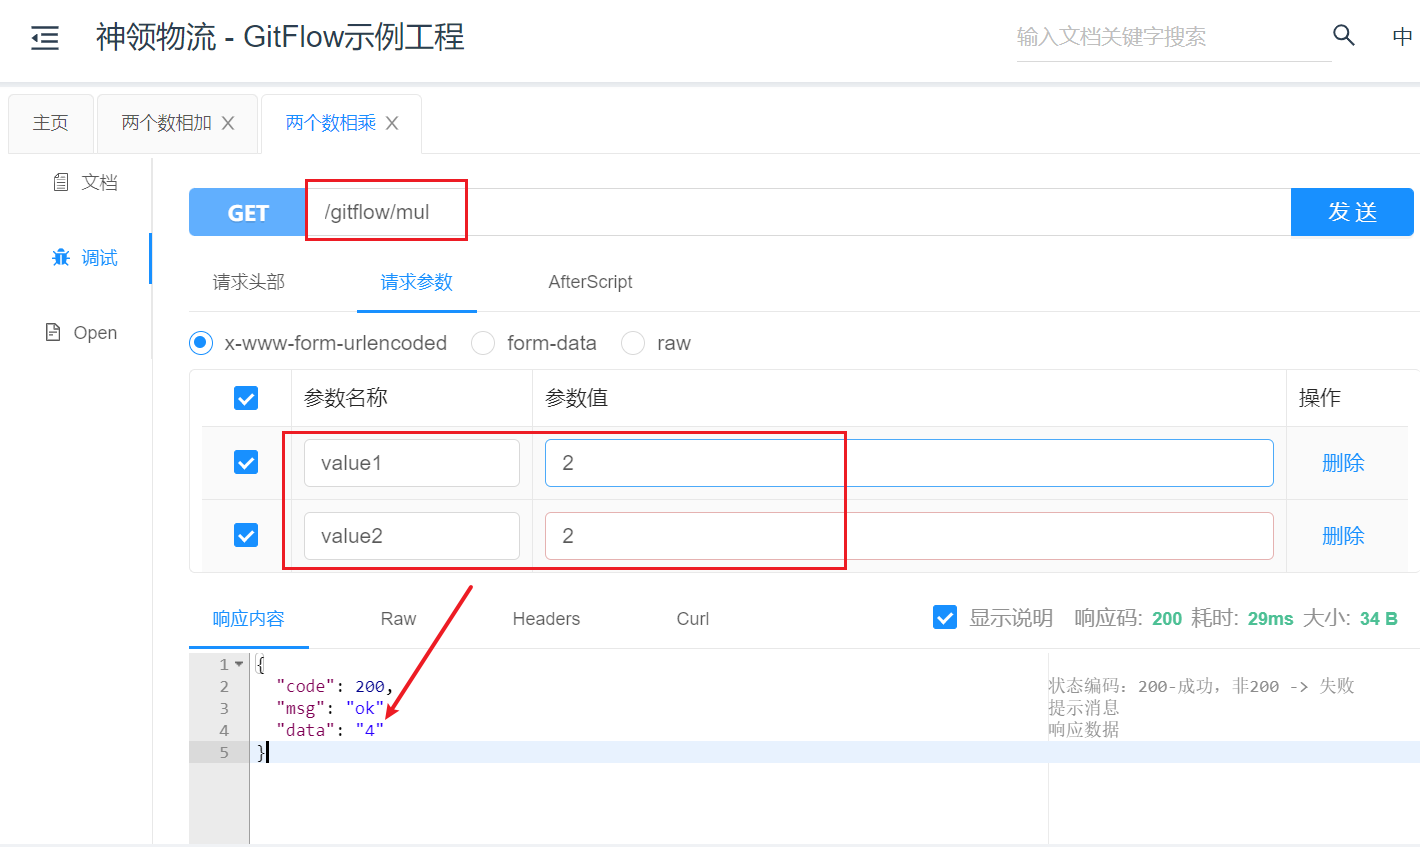 神领物流 - GitFlow示例工程
输入文档关键字搜索
中
主页
两个数相加
两个数相乘
文档
调试
Open
GET
/gitflow/mul
发 送
请求头部
请求参数
AfterScript
x-www-form-urlencoded
form-data
raw
参数名称
参数值
操作
value1
2
删除
value2
2
删除
响应内容
Raw
Headers
Curl
显示说明
响应码: 200 耗时: 29ms 大小: 34 B
1 {
2 "code": 200, 状态编码: 200-成功, 非200 -> 失败
3 "msg": "ok" 提示消息
4 "data": "4" 响应数据
5 }